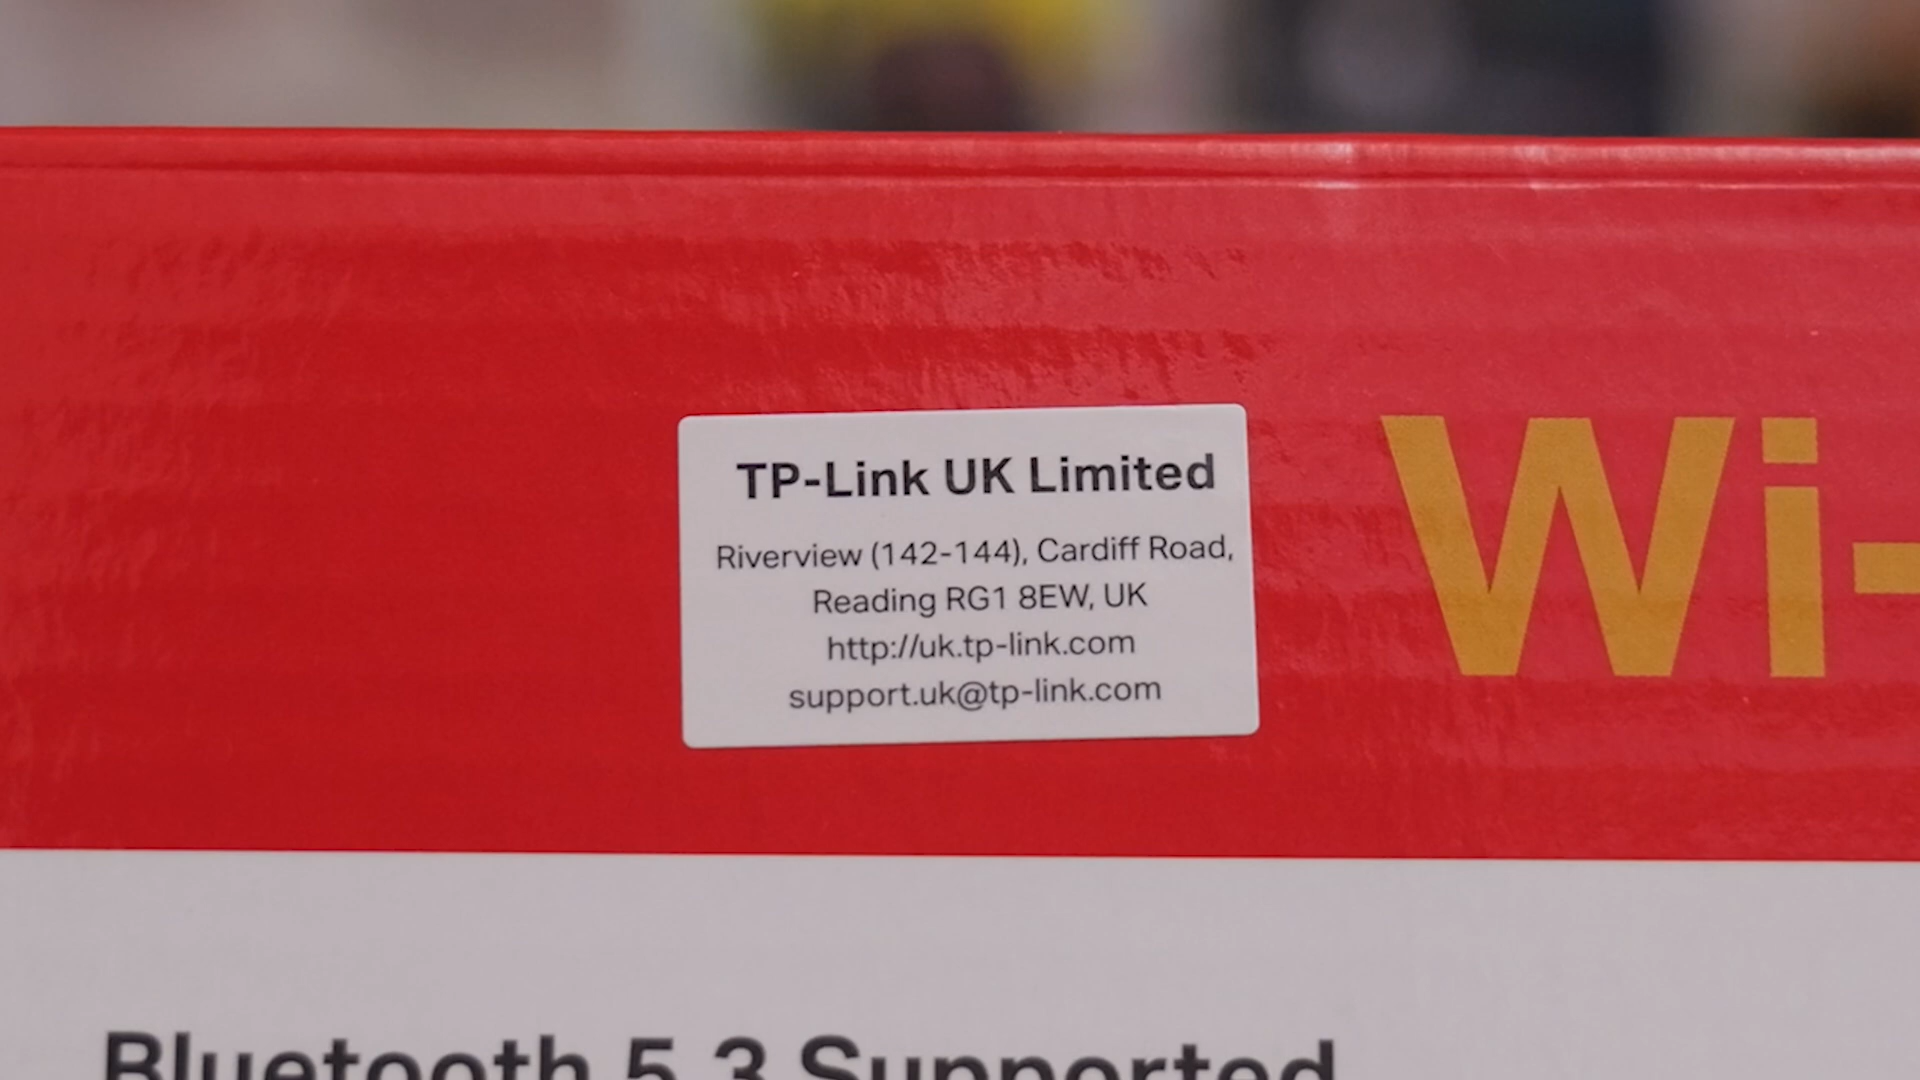 TP-Link UK Limited
Riverview (142-144), Cardiff Road,
Reading RG1 8EW, UK
http://uk.tp-link.com
support.uk@tp-link.com
Wi-
Bluetooth 5.3 Supported